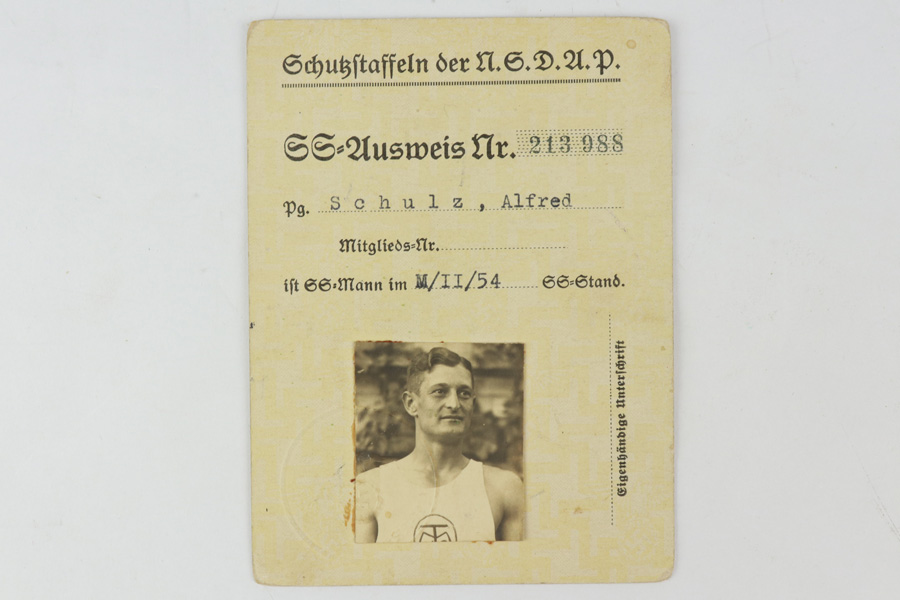 Schutzstaffeln der N.S.D.A.P.
SS-Ausweis Nr. 213 988
Pg. Schulz, Alfred
Mitglieds-Nr.
ist SS-Mann im M/II/54 SS-Stand.
Eigenhändige Unterschrift